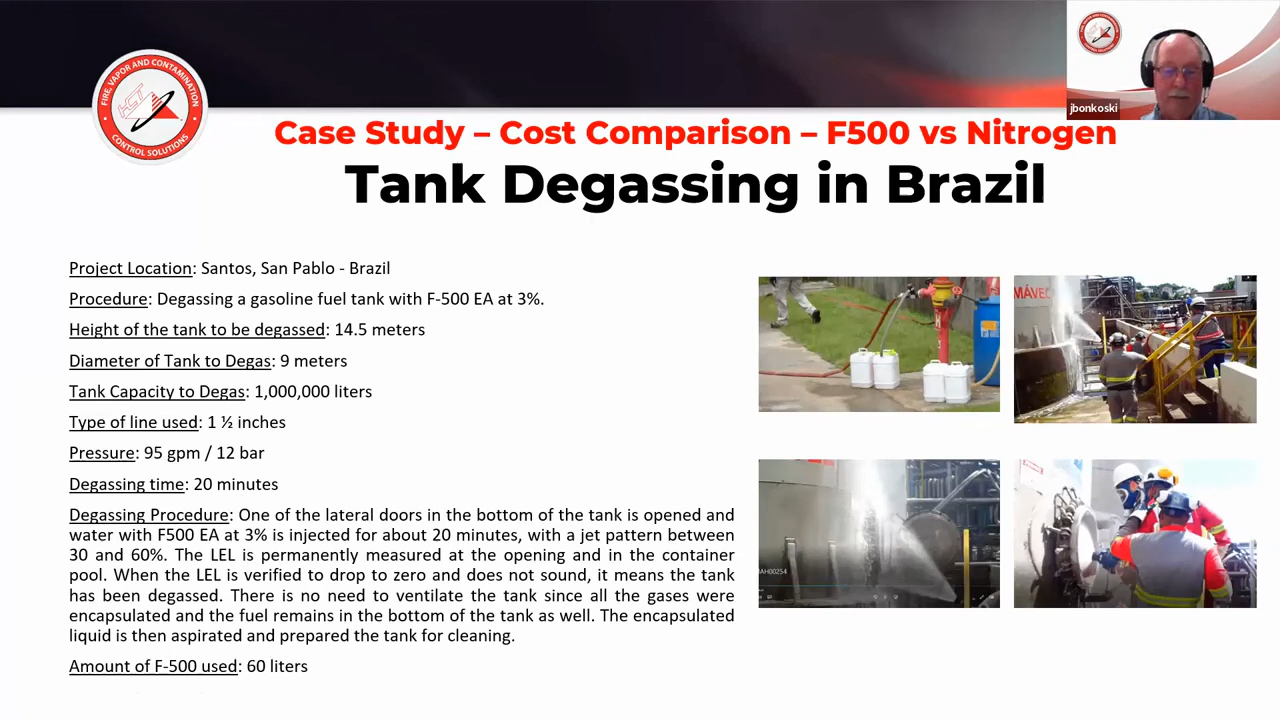 FIRE, VAPOR AND CONTAMINATION
HCT
CONTROL SOLUTIONS
jbonkoski
Case Study – Cost Comparison – F500 vs Nitrogen
Tank Degassing in Brazil
Project Location: Santos, San Pablo - Brazil
Procedure: Degassing a gasoline fuel tank with F-500 EA at 3%.
Height of the tank to be degassed: 14.5 meters
Diameter of Tank to Degas: 9 meters
Tank Capacity to Degas: 1,000,000 liters
Type of line used: 1 ½ inches
Pressure: 95 gpm / 12 bar
Degassing time: 20 minutes
Degassing Procedure: One of the lateral doors in the bottom of the tank is opened and
water with F500 EA at 3% is injected for about 20 minutes, with a jet pattern between
30 and 60%. The LEL is permanently measured at the opening and in the container
pool. When the LEL is verified to drop to zero and does not sound, it means the tank
has been degassed. There is no need to ventilate the tank since all the gases were
encapsulated and the fuel remains in the bottom of the tank as well. The encapsulated
liquid is then aspirated and prepared the tank for cleaning.
Amount of F-500 used: 60 liters
MÁVEL